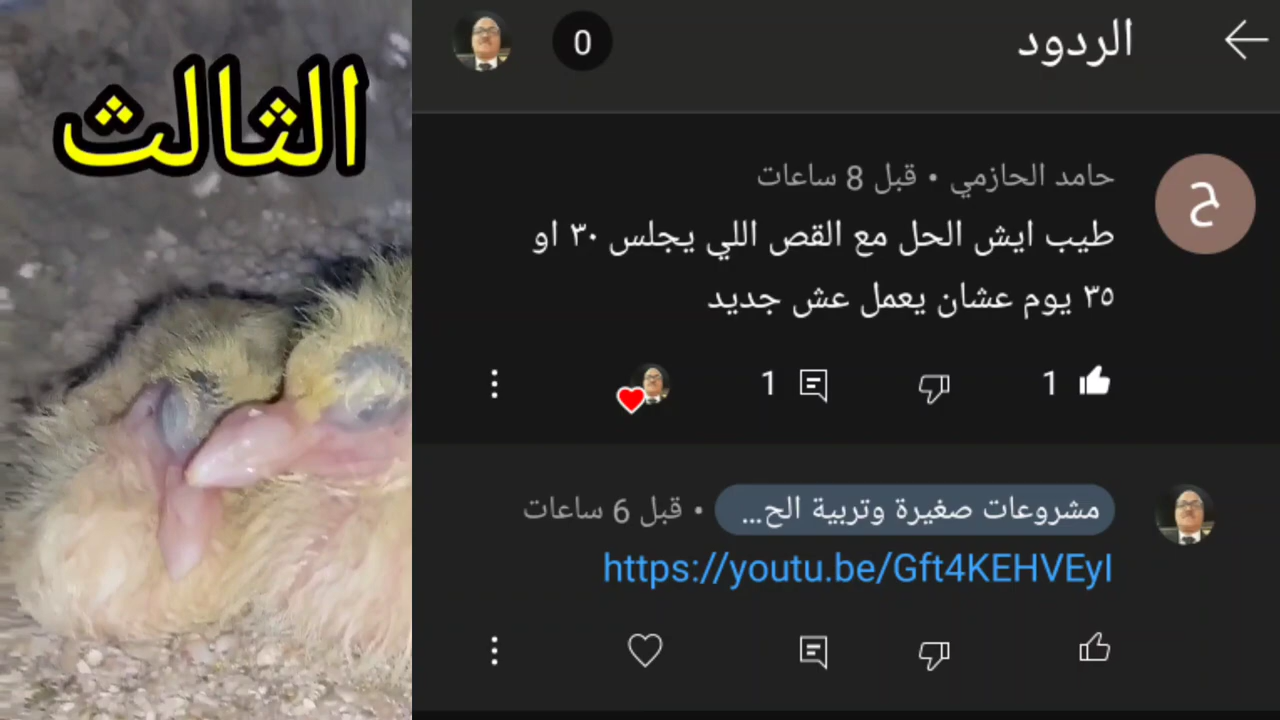 الثالث
الردود
0
حامد الحازمي • قبل 8 ساعات
طيب ايش الحل مع القص اللي يجلس ٣٠ او
٣٥ يوم عشان يعمل عش جديد
1
1
مشروعات صغيرة وتربية الح... • قبل 6 ساعات
https://youtu.be/Gft4KEHVEyI
ح